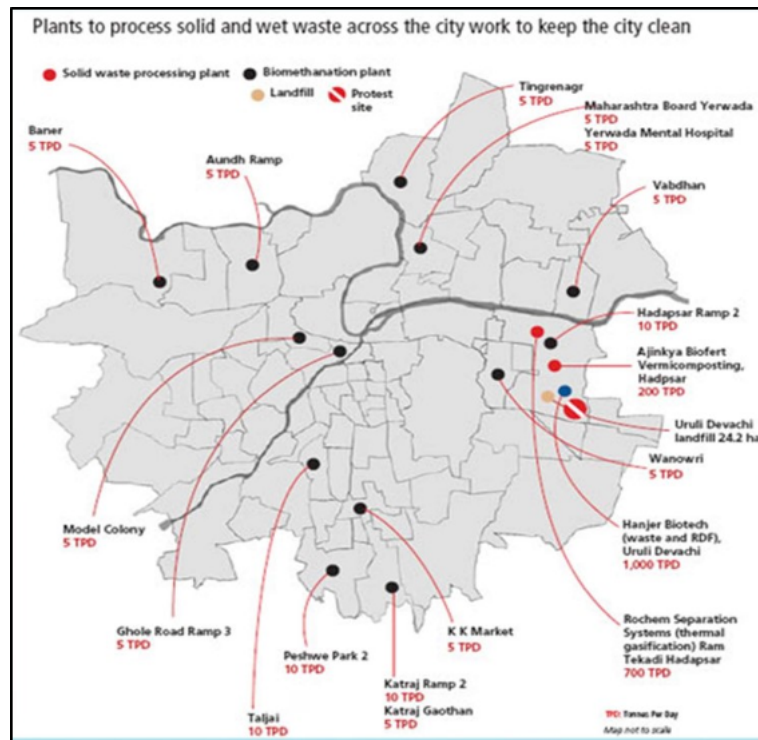 Plants to process solid and wet waste across the city work to keep the city clean
Solid waste processing plant
Biomethanation plant
Landfill
Protest
site
Tingrenagr
5 TPD
Maharashtra Board Yerwada
5 TPD
Yerwada Mental Hospital
5 TPD
Baner
5 TPD
Aundh Ramp
5 TPD
Vabdhan
5 TPD
Hadapsar Ramp 2
10 TPD
Ajinkya Biofert
Vermicomposting,
Hadpsar
200 TPD
Uruli Devachi
landfill 24.2 ha
Wanowri
5 TPD
Model Colony
5 TPD
Hanjer Biotech
(waste and RDF),
Uruli Devachi
1,000 TPD
Ghole Road Ramp 3
5 TPD
Peshwe Park 2
10 TPD
K K Market
5 TPD
Rochem Separation
Systems (thermal
gasification) Ram
Tekadi Hadapsar
700 TPD
Katraj Ramp 2
10 TPD
Katraj Gaothan
5 TPD
Taljai
10 TPD
TPD: Tonnes Per Day
Map not to scale